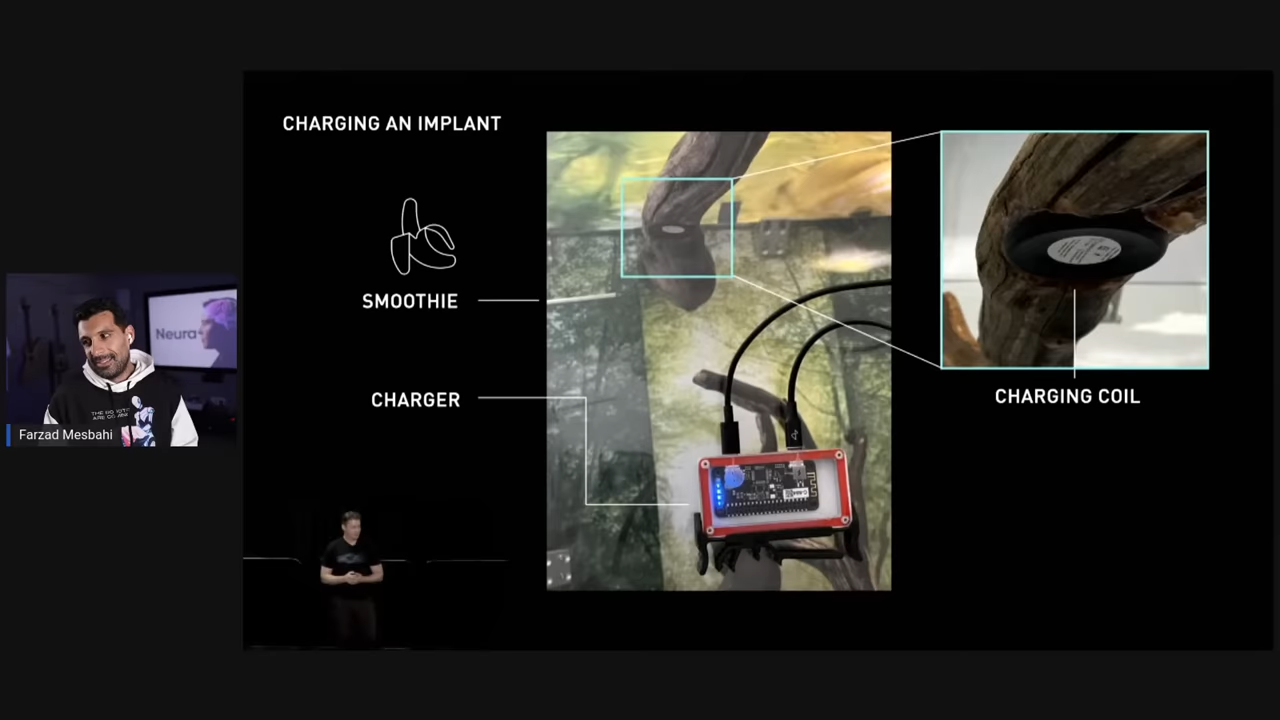 CHARGING AN IMPLANT
SMOOTHIE
CHARGER
CHARGING COIL
Neura
Farzad Mesbahi